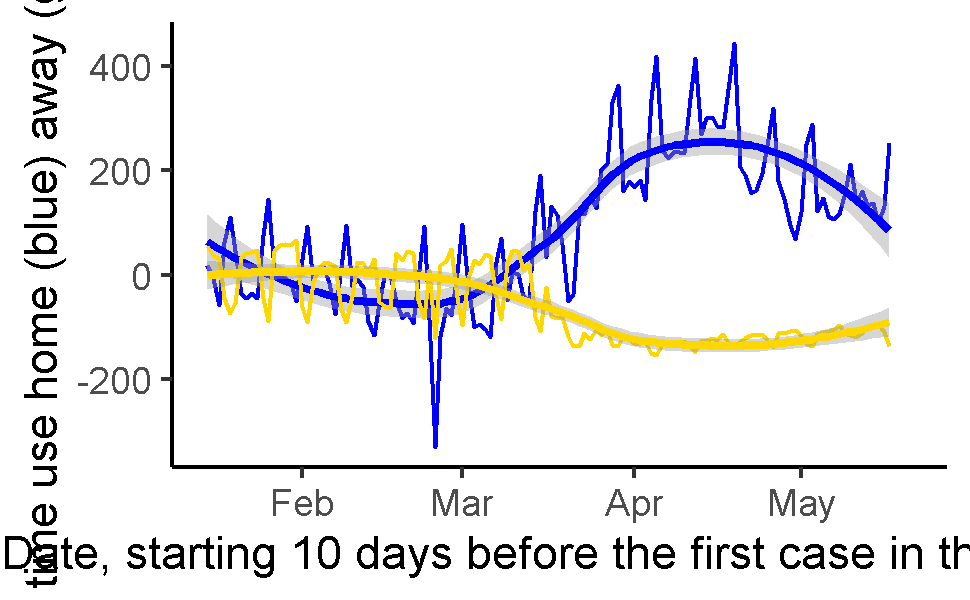 time use home (blue) away (
400
200
0
-200
Feb Mar Apr May
Date, starting 10 days before the first case in th